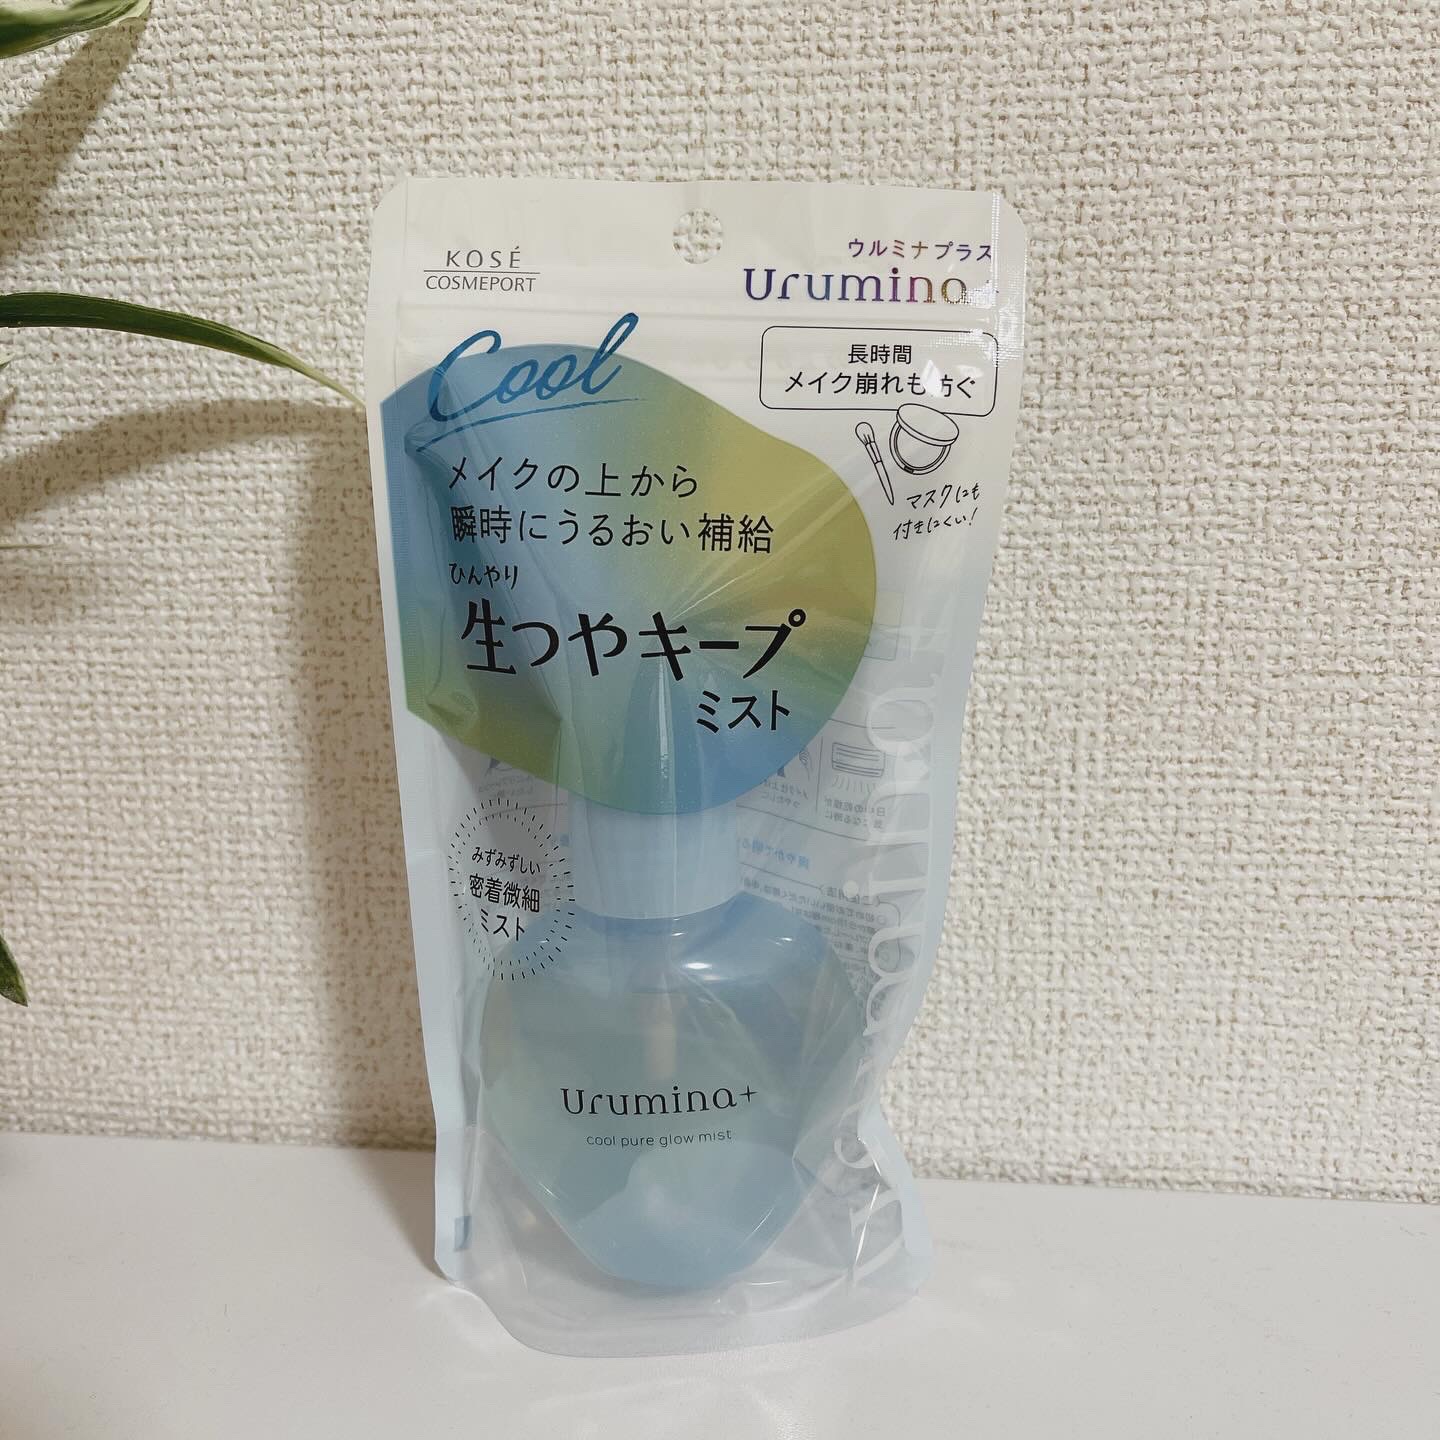 KOSÉ
COSMEPORT
ウルミナプラス
Urumina+
Cool
長時間
メイク崩れも防ぐ
マスクにも
付きにくい!
メイクの上から
瞬時にうるおい補給
ひんやり
生つやキープ
ミスト
みずみずしい
密着微細
ミスト
Urumina+
cool pure glow mist
Urumina+